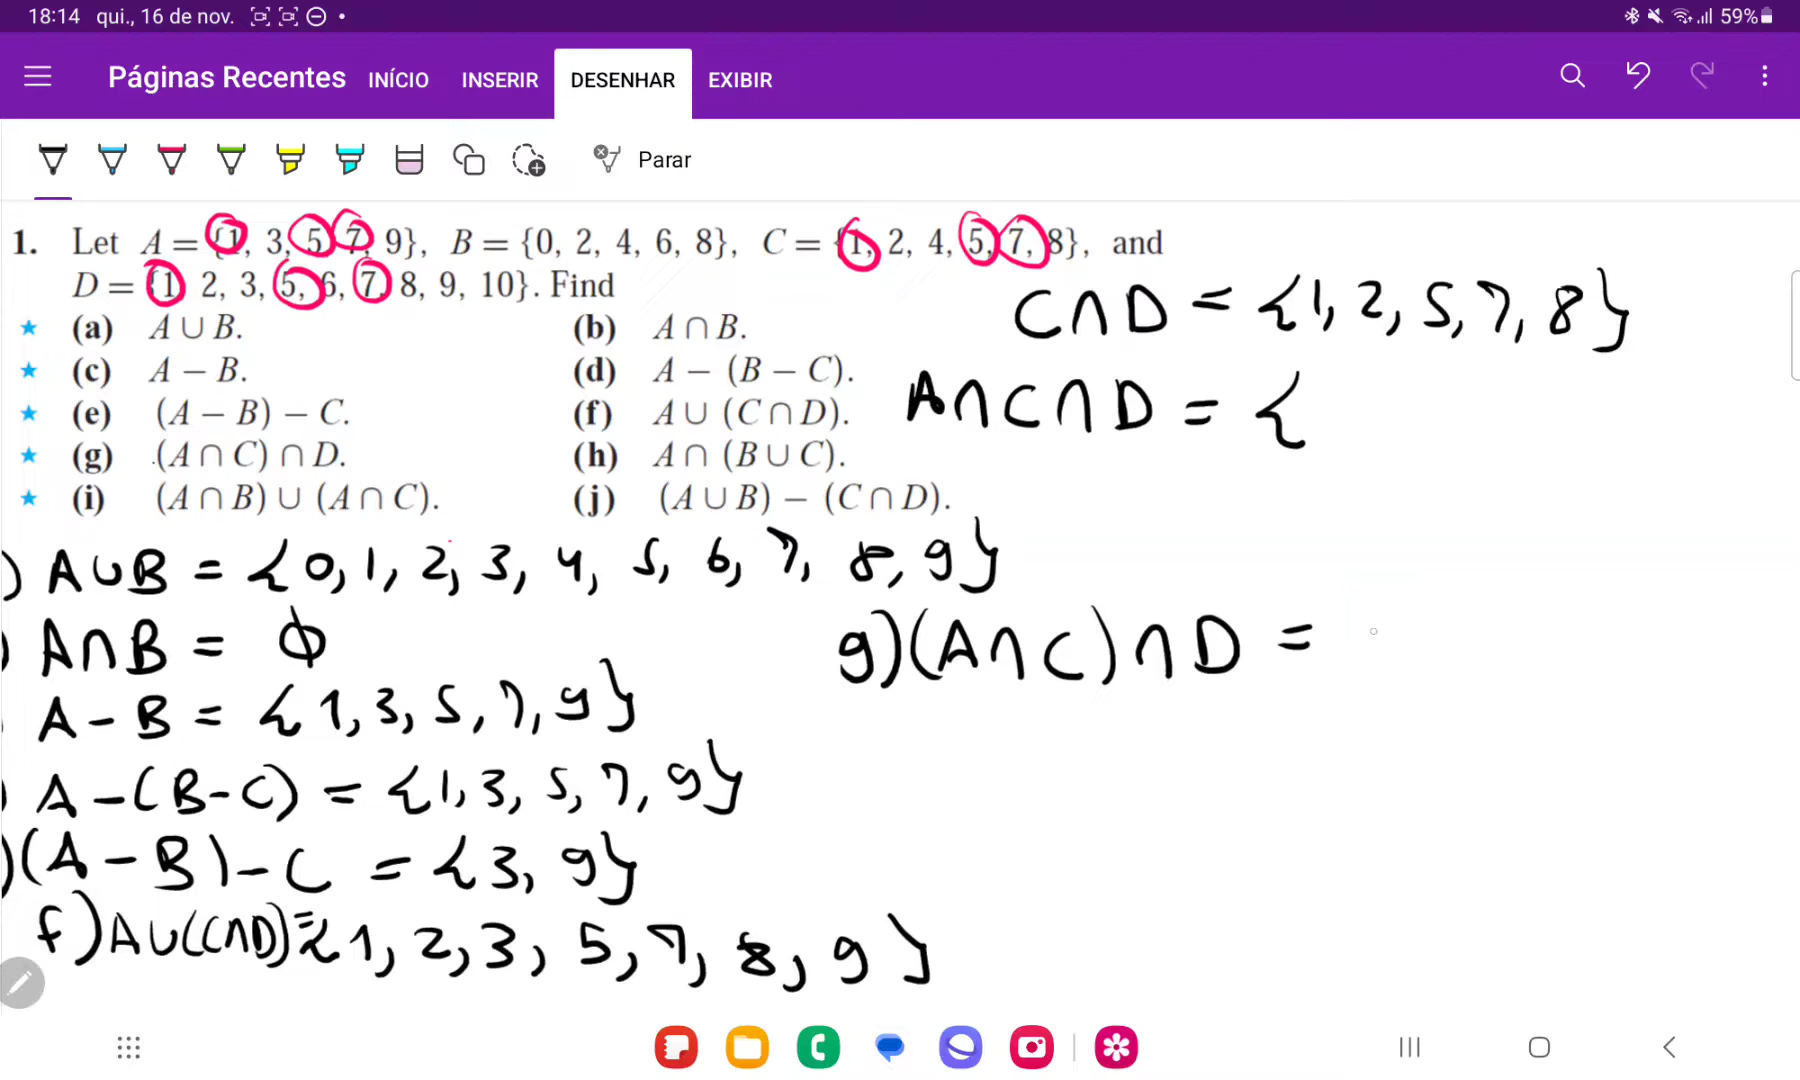 18:14 qui., 16 de nov. • 59%
Páginas Recentes INÍCIO INSERIR DESENHAR EXIBIR
Parar
1. Let A = {1, 3, 5, 7, 9}, B = {0, 2, 4, 6, 8}, C = {1, 2, 4, 5, 7, 8}, and
D = {1, 2, 3, 5, 6, 7, 8, 9, 10}. Find
★ (a) A ∪ B. (b) A ∩ B.
★ (c) A − B. (d) A − (B − C).
★ (e) (A − B) − C. (f) A ∪ (C ∩ D).
★ (g) (A ∩ C) ∩ D. (h) A ∩ (B ∪ C).
★ (i) (A ∩ B) ∪ (A ∩ C). (j) (A ∪ B) − (C ∩ D).
C∩D = {1, 2, 5, 7, 8}
A∩C∩D = {
) A∪B = {0, 1, 2, 3, 4, 5, 6, 7, 8, 9}
) A∩B = ϕ
A-B = {1, 3, 5, 7, 9}
) A-(B-C) = {1, 3, 5, 7, 9}
) (A-B)-C = {3, 9}
f) A∪(C∩D) = {1, 2, 3, 5, 7, 8, 9}
g) (A∩C)∩D =